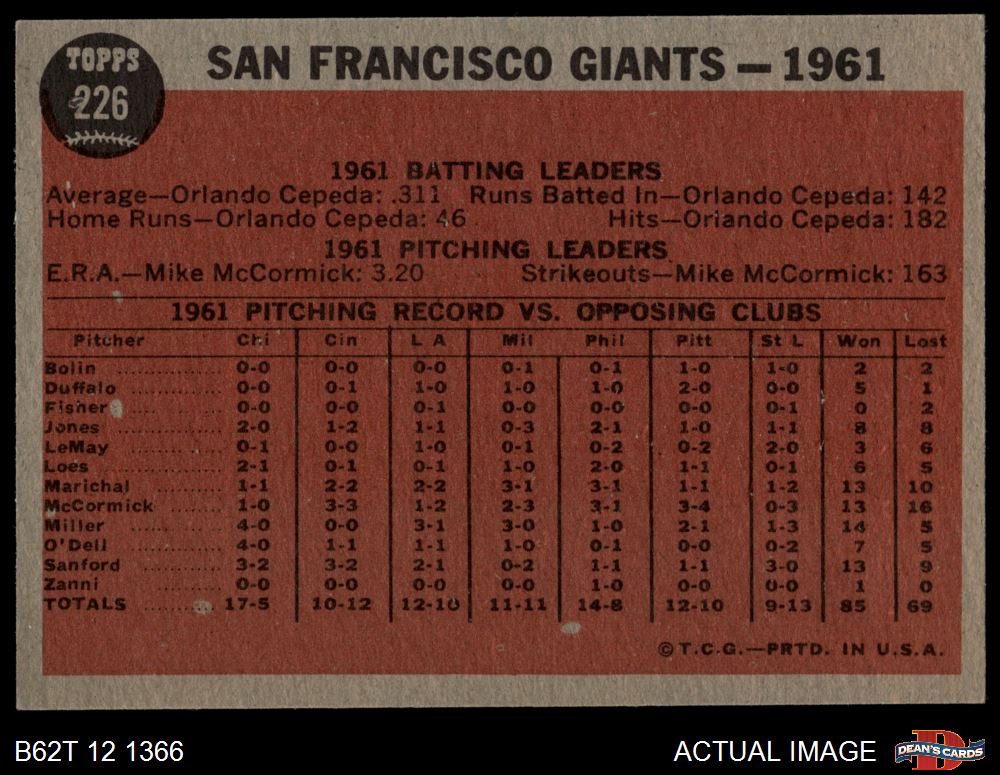 TOPPS
226
SAN FRANCISCO GIANTS — 1961
1961 BATTING LEADERS
Average—Orlando Cepeda: .311 Runs Batted In—Orlando Cepeda: 142
Home Runs—Orlando Cepeda: 46 Hits—Orlando Cepeda: 182
1961 PITCHING LEADERS
E.R.A.—Mike McCormick: 3.20 Strikeouts—Mike McCormick: 163
1961 PITCHING RECORD VS. OPPOSING CLUBS
Pitcher Chi Cin L A Mil Phil Pitt St L Won Lost
Bolin 0-0 0-0 0-0 0-1 0-1 1-0 1-0 2 2
Duffalo 0-0 0-1 1-0 1-0 1-0 2-0 0-0 5 1
Fisher 0-0 0-0 0-1 0-0 0-0 0-0 0-1 0 2
Jones 2-0 1-2 1-1 0-3 2-1 1-0 1-1 8 8
LeMay 0-1 0-0 1-0 0-1 0-2 0-2 2-0 3 6
Loes 2-1 0-1 0-1 1-0 2-0 1-1 0-1 6 5
Marichal 1-1 2-2 2-2 3-1 3-1 1-1 1-2 13 10
McCormick 1-0 3-3 1-2 2-3 3-1 3-4 0-3 13 16
Miller 4-0 0-0 3-1 3-0 1-0 2-1 1-3 14 5
O'Dell 4-0 1-1 1-1 1-0 0-1 0-0 0-2 7 5
Sanford 3-2 3-2 2-1 0-2 1-1 1-1 3-0 13 9
Zanni 0-0 0-0 0-0 0-0 1-0 0-0 0-0 1 0
TOTALS 17-5 10-12 12-10 11-11 14-8 12-10 9-13 85 69
© T.C.G.—PRTD. IN U.S.A.
B62T 12 1366 ACTUAL IMAGE
D
DEAN'S CARDS